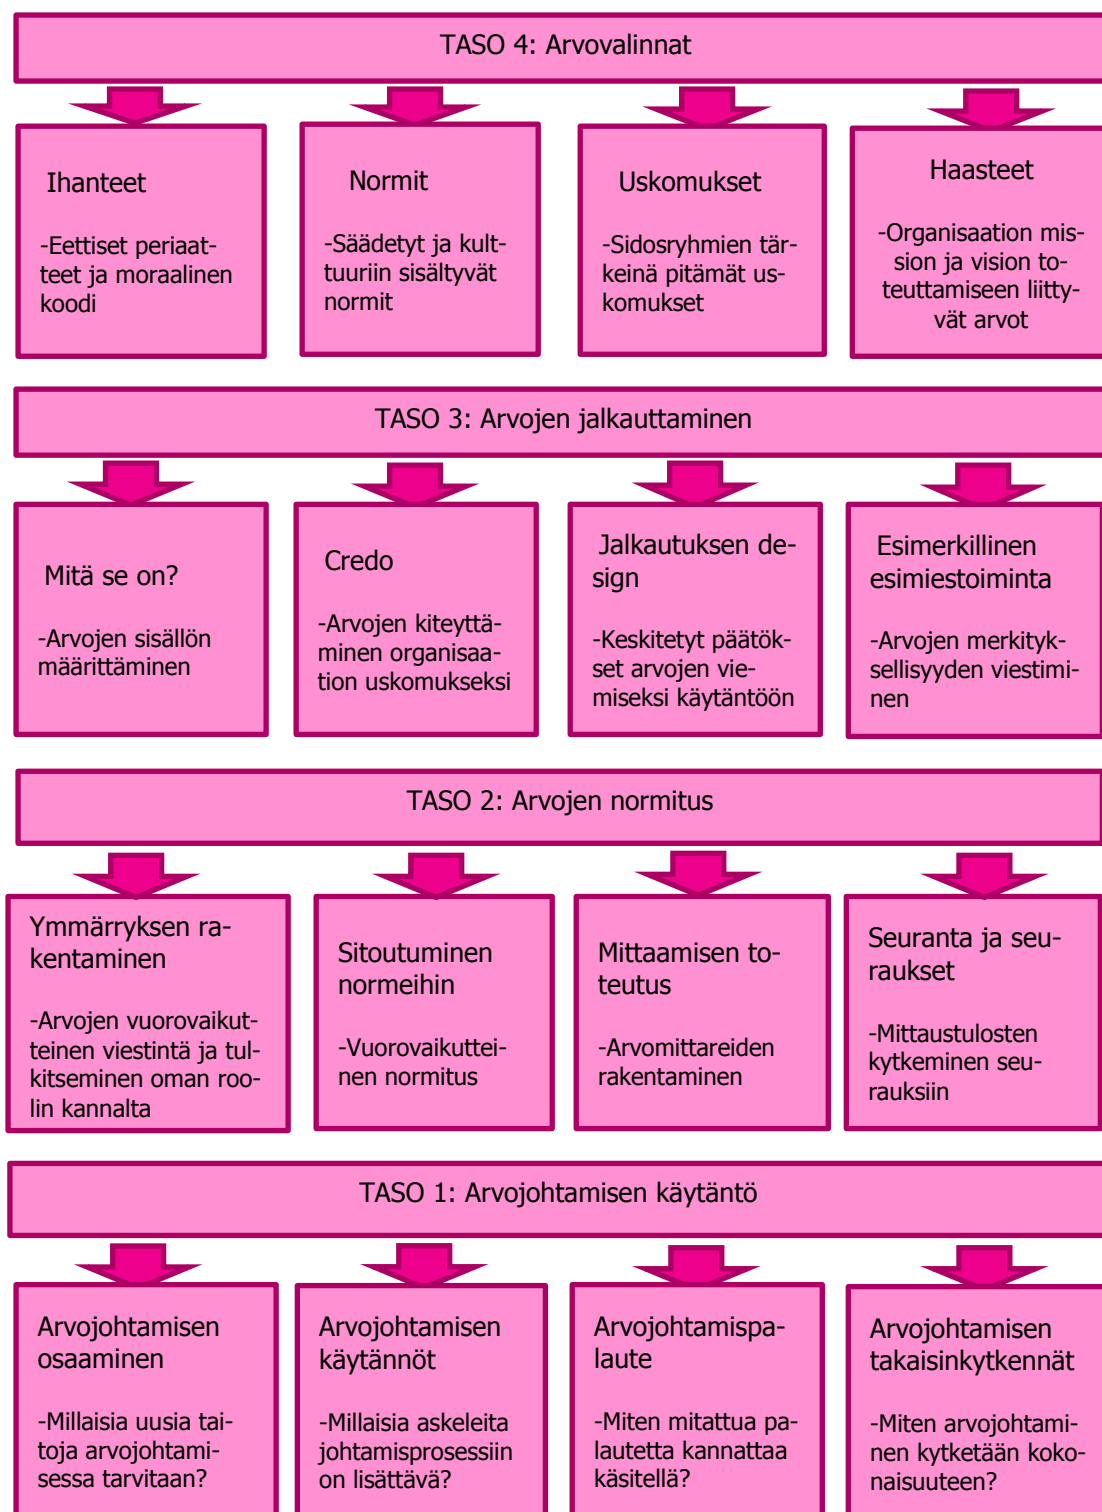 TASO 4: Arvovalinnat
Ihanteet
-Eettiset periaat-
teet ja moraalinen
koodi
Normit
-Säädetyt ja kult-
tuuriin sisältyvät
normit
Uskomukset
-Sidosryhmien tär-
keinä pitämät us-
komukset
Haasteet
-Organisaation mis-
sion ja vision to-
teuttamiseen liitty-
vät arvot
TASO 3: Arvojen jalkauttaminen
Mitä se on?
-Arvojen sisällön
määrittäminen
Credo
-Arvojen kiteyttä-
minen organisaa-
tion uskomukseksi
Jalkautuksen de-
sign
-Keskitetyt päätök-
set arvojen vie-
miseksi käytäntöön
Esimerkillinen
esimiestoiminta
-Arvojen merkityk-
sellisyyden viestimi-
nen
TASO 2: Arvojen normitus
Ymmärryksen ra-
kentaminen
-Arvojen vuorovaikut-
teinen viestintä ja tul-
kitseminen oman roo-
lin kannalta
Sitoutuminen
normeihin
-Vuorovaikuttei-
nen normitus
Mittaamisen to-
teutus
-Arvomittareiden
rakentaminen
Seuranta ja seu-
raukset
-Mittaustulosten
kytkeminen seu-
rauksiin
TASO 1: Arvojohtamisen käytäntö
Arvojohtamisen
osaaminen
-Millaisia uusia tai-
toja arvojohtami-
sessa tarvitaan?
Arvojohtamisen
käytännöt
-Millaisia askeleita
johtamisprosessiin
on lisättävä?
Arvojohtamispa-
laute
-Miten mitattua pa-
lautetta kannattaa
käsitellä?
Arvojohtamisen
takaisinkytkennät
-Miten arvojohtami-
nen kytketään koko-
naisuuteen?